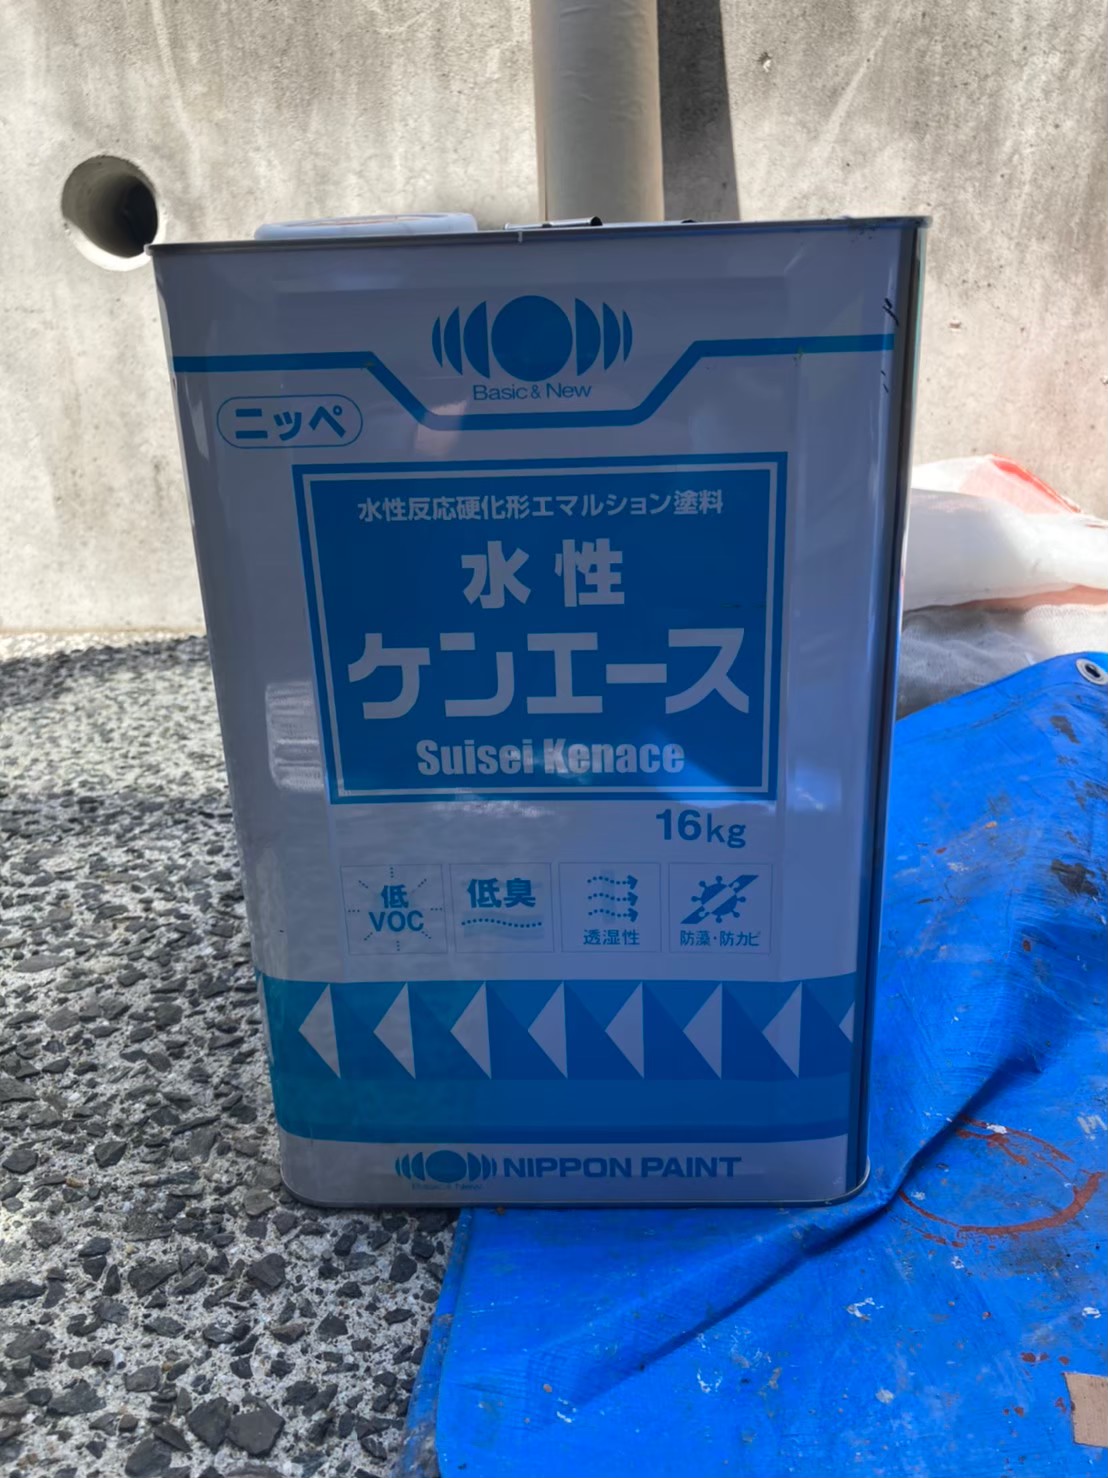 Basic & New
ニッペ
水性反応硬化形エマルション塗料
水性
ケンエース
Suisei Kenace
16kg
低
VOC
低臭
透湿性
防藻・防カビ
Basic & New
NIPPON PAINT